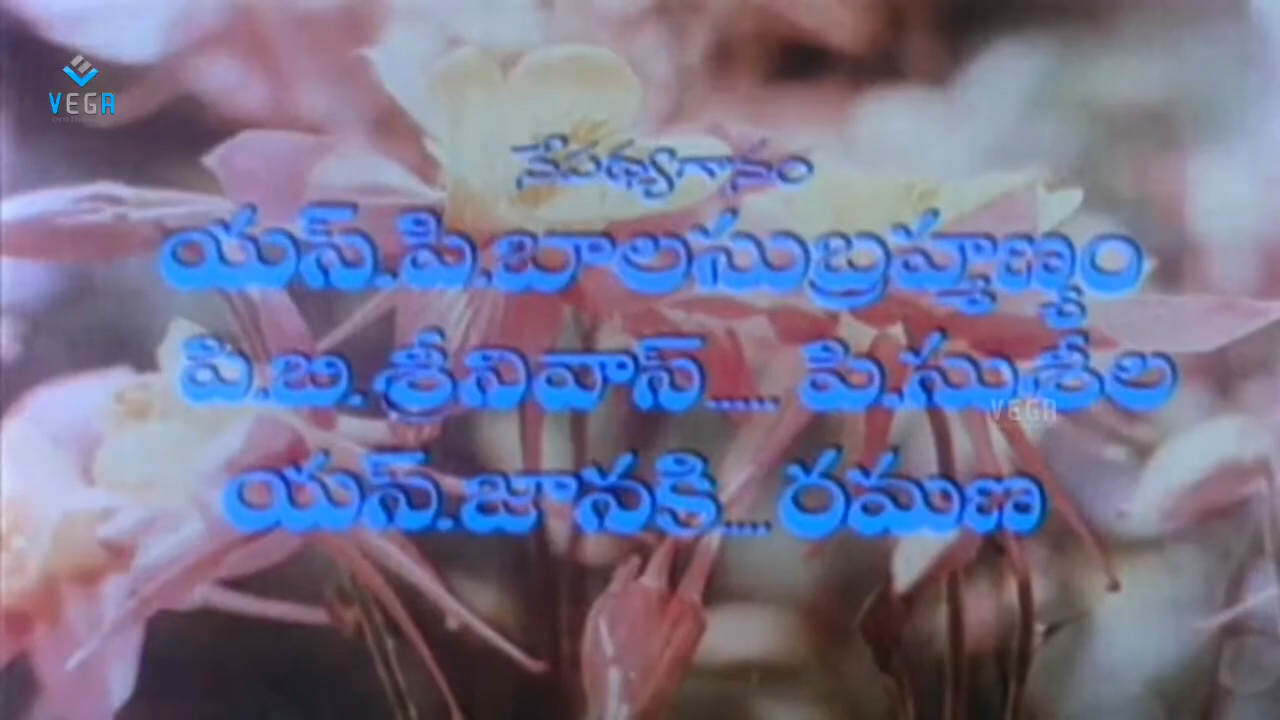 VEGA
నేపథ్యగానం
యస్.పి.బాలసుబ్రహ్మణ్యం
పి.బి.శ్రీనివాస్..... పి.సుశీల
VEGA
యస్.జానకి.... రమణ